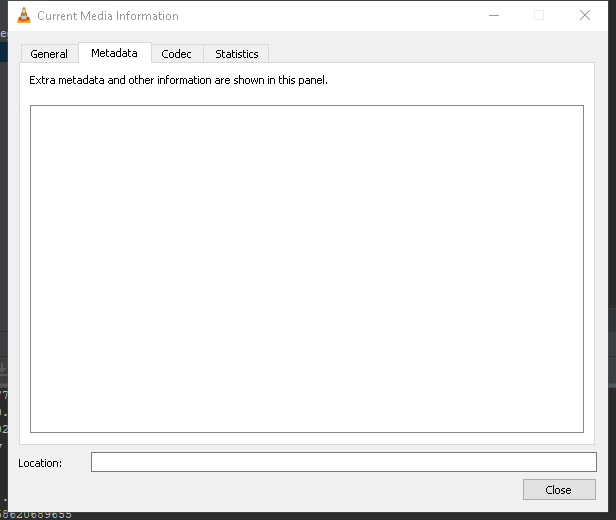 Current Media Information
General Metadata Codec Statistics
Extra metadata and other information are shown in this panel.
Location:
Close
58620689655